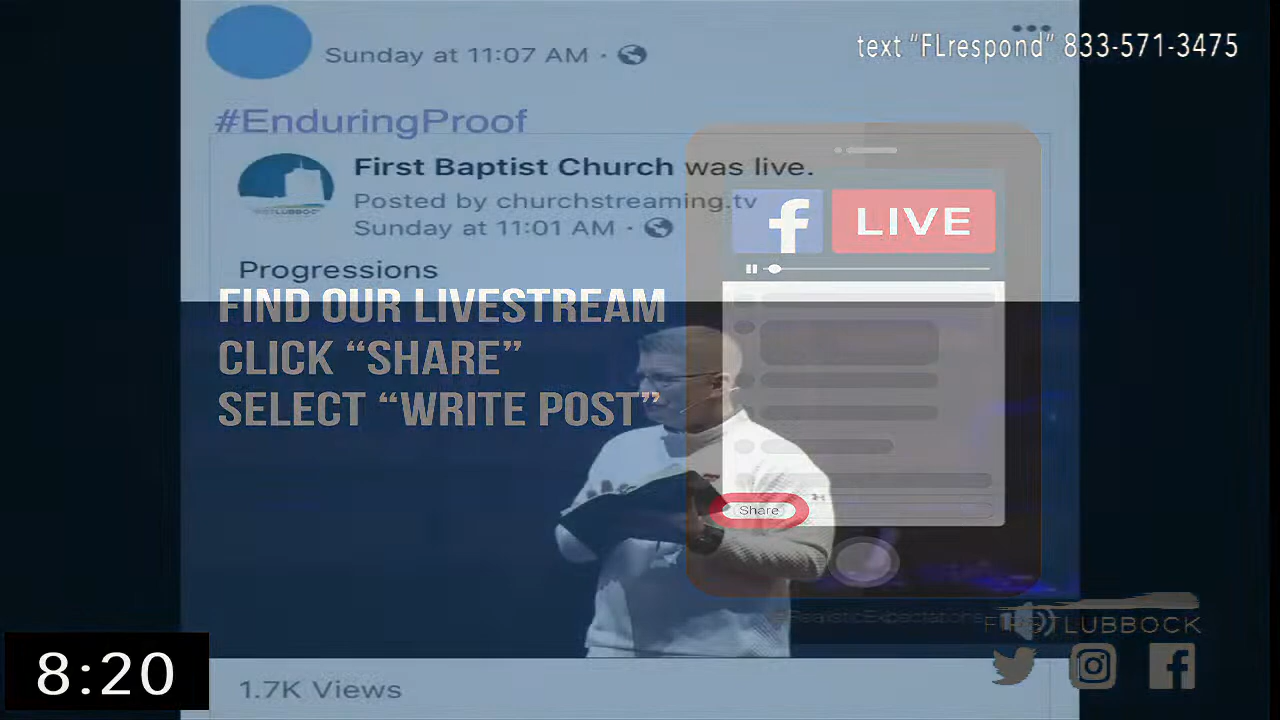 text “FLrespond” 833-571-3475
Sunday at 11:07 AM ·
#EnduringProof
First Baptist Church was live.
Posted by churchstreaming.tv
Sunday at 11:01 AM ·
f LIVE
Progressions
FIND OUR LIVESTREAM
CLICK “SHARE”
SELECT “WRITE POST”
Share
#RealisticExpectations
FIRSTLUBBOCK
8:20
1.7K Views